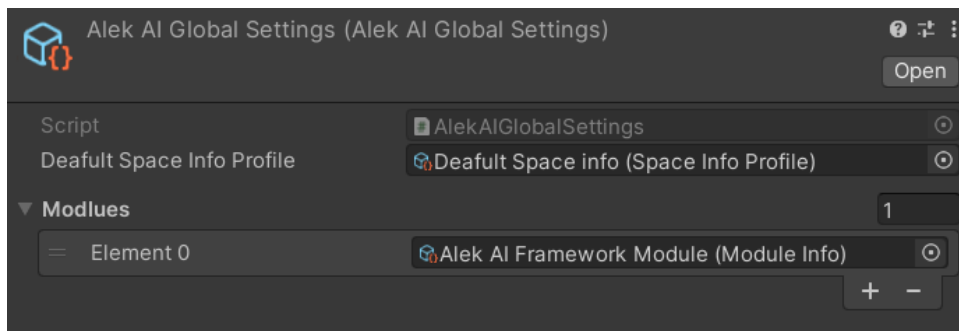 Alek AI Global Settings (Alek AI Global Settings)
Open
Script AlekAIGlobalSettings
Deafult Space Info Profile Deafult Space info (Space Info Profile)
Modlues 1
Element 0 Alek AI Framework Module (Module Info)
+ −